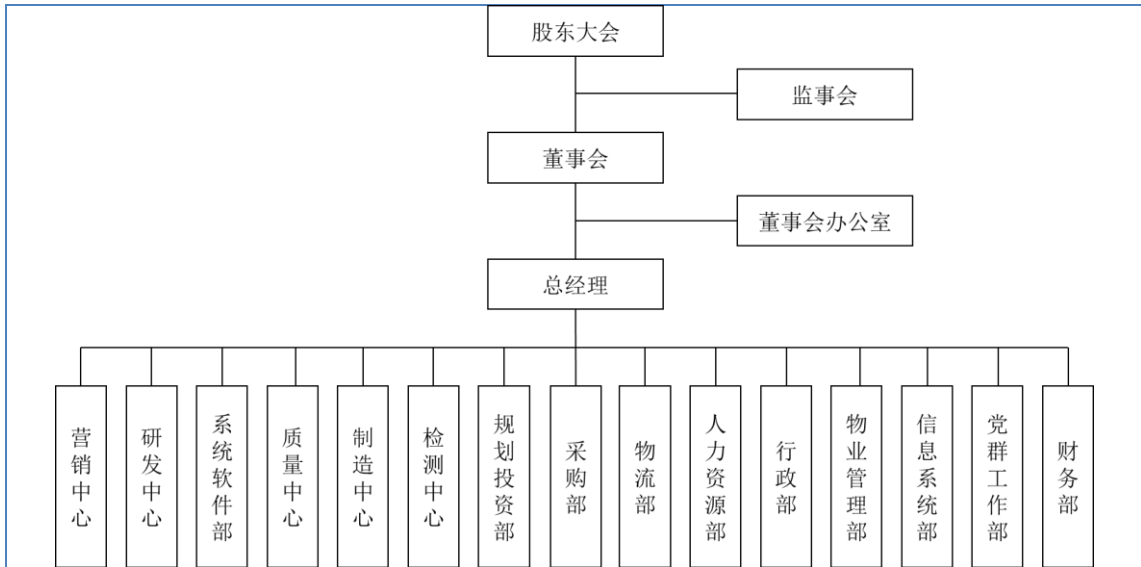 股东大会
监事会
董事会
董事会办公室
总经理
营销中心
研发中心
系统软件部
质量中心
制造中心
检测中心
规划投资部
采购部
物流部
人力资源部
行政部
物业管理部
信息系统部
党群工作部
财务部